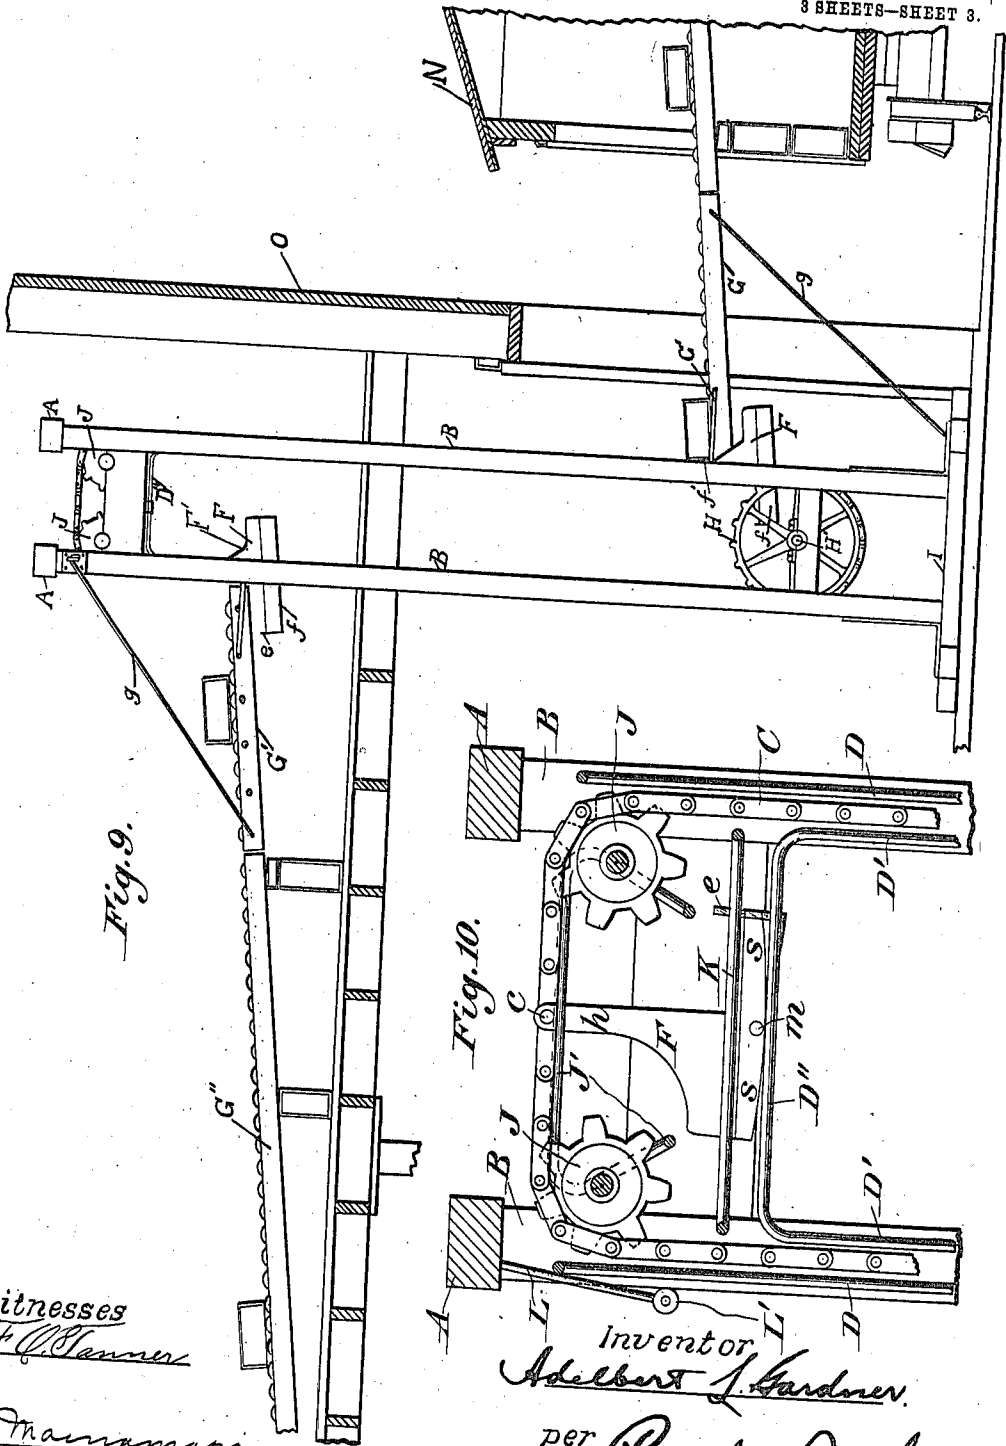 3 SHEETS—SHEET 3.
N
O
A
J
B
D"
F'
F
J
A
B
g
e
f
G'
G"
Fig. 9.
G
g
G'
f'
F
H
f'
H'
I
Fig. 10.
A
B
J
C
D
D'
e
K
S
c
h
F
m
S
J'
D"
J
B
D'
A
L
L'
D
itnesses
Inventor
Adelbert L. Gardner.
per